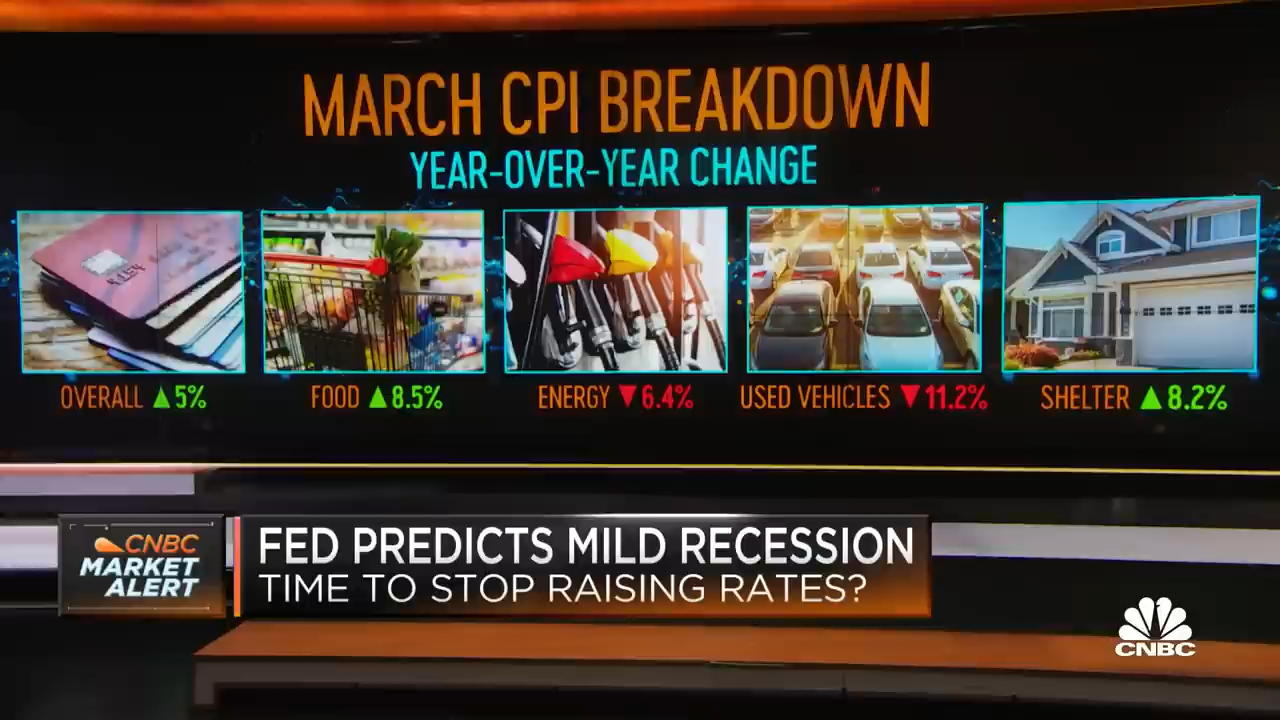 MARCH CPI BREAKDOWN
YEAR-OVER-YEAR CHANGE
OVERALL ▲5%
FOOD ▲8.5%
ENERGY ▼6.4%
USED VEHICLES ▼11.2%
SHELTER ▲8.2%
CNBC
MARKET
ALERT
FED PREDICTS MILD RECESSION
TIME TO STOP RAISING RATES?
CNBC